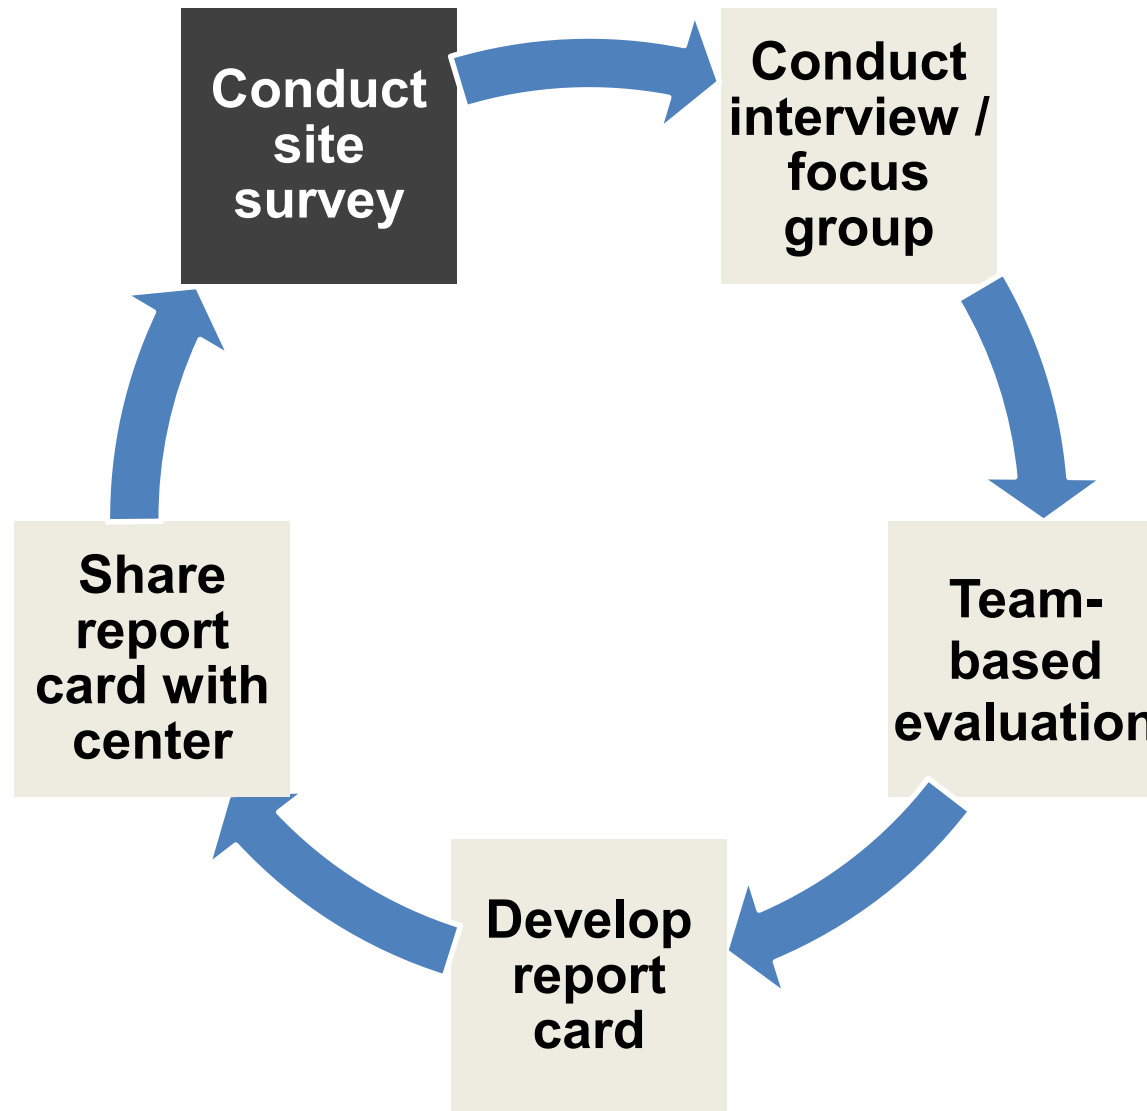 Conduct
site
survey
Conduct
interview /
focus
group
Team-
based
evaluation
Develop
report
card
Share
report
card with
center